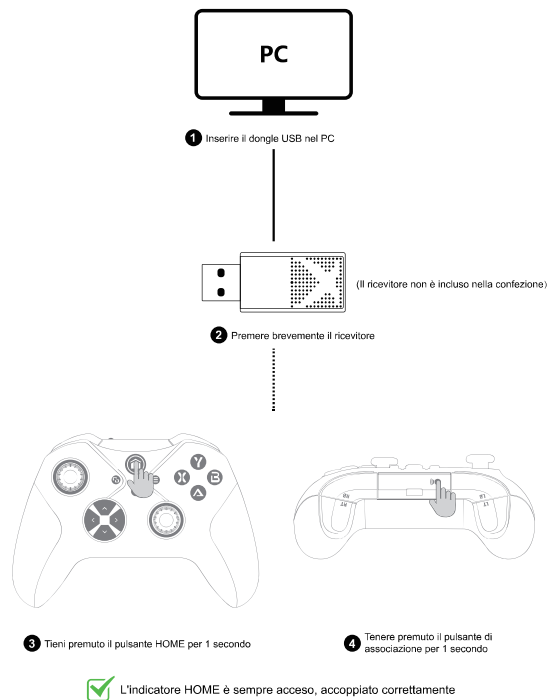 PC
1 Inserire il dongle USB nel PC
(Il ricevitore non è incluso nella confezione)
2 Premere brevemente il ricevitore
Y
X B
A
3 Tieni premuto il pulsante HOME per 1 secondo
4 Tenere premuto il pulsante di
associazione per 1 secondo
L'indicatore HOME è sempre acceso, accoppiato correttamente